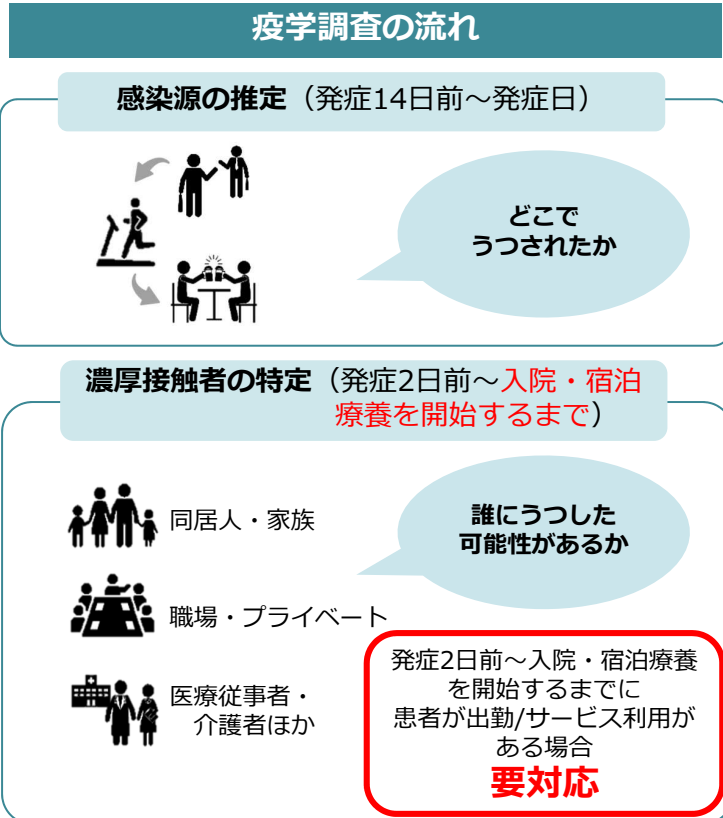 疫学調査の流れ
感染源の推定（発症14日前～発症日）
どこで
うつされたか
濃厚接触者の特定（発症2日前～入院・宿泊
療養を開始するまで）
同居人・家族
誰にうつした
可能性があるか
職場・プライベート
医療従事者・
介護者ほか
発症2日前～入院・宿泊療養
を開始するまでに
患者が出勤/サービス利用が
ある場合
要対応